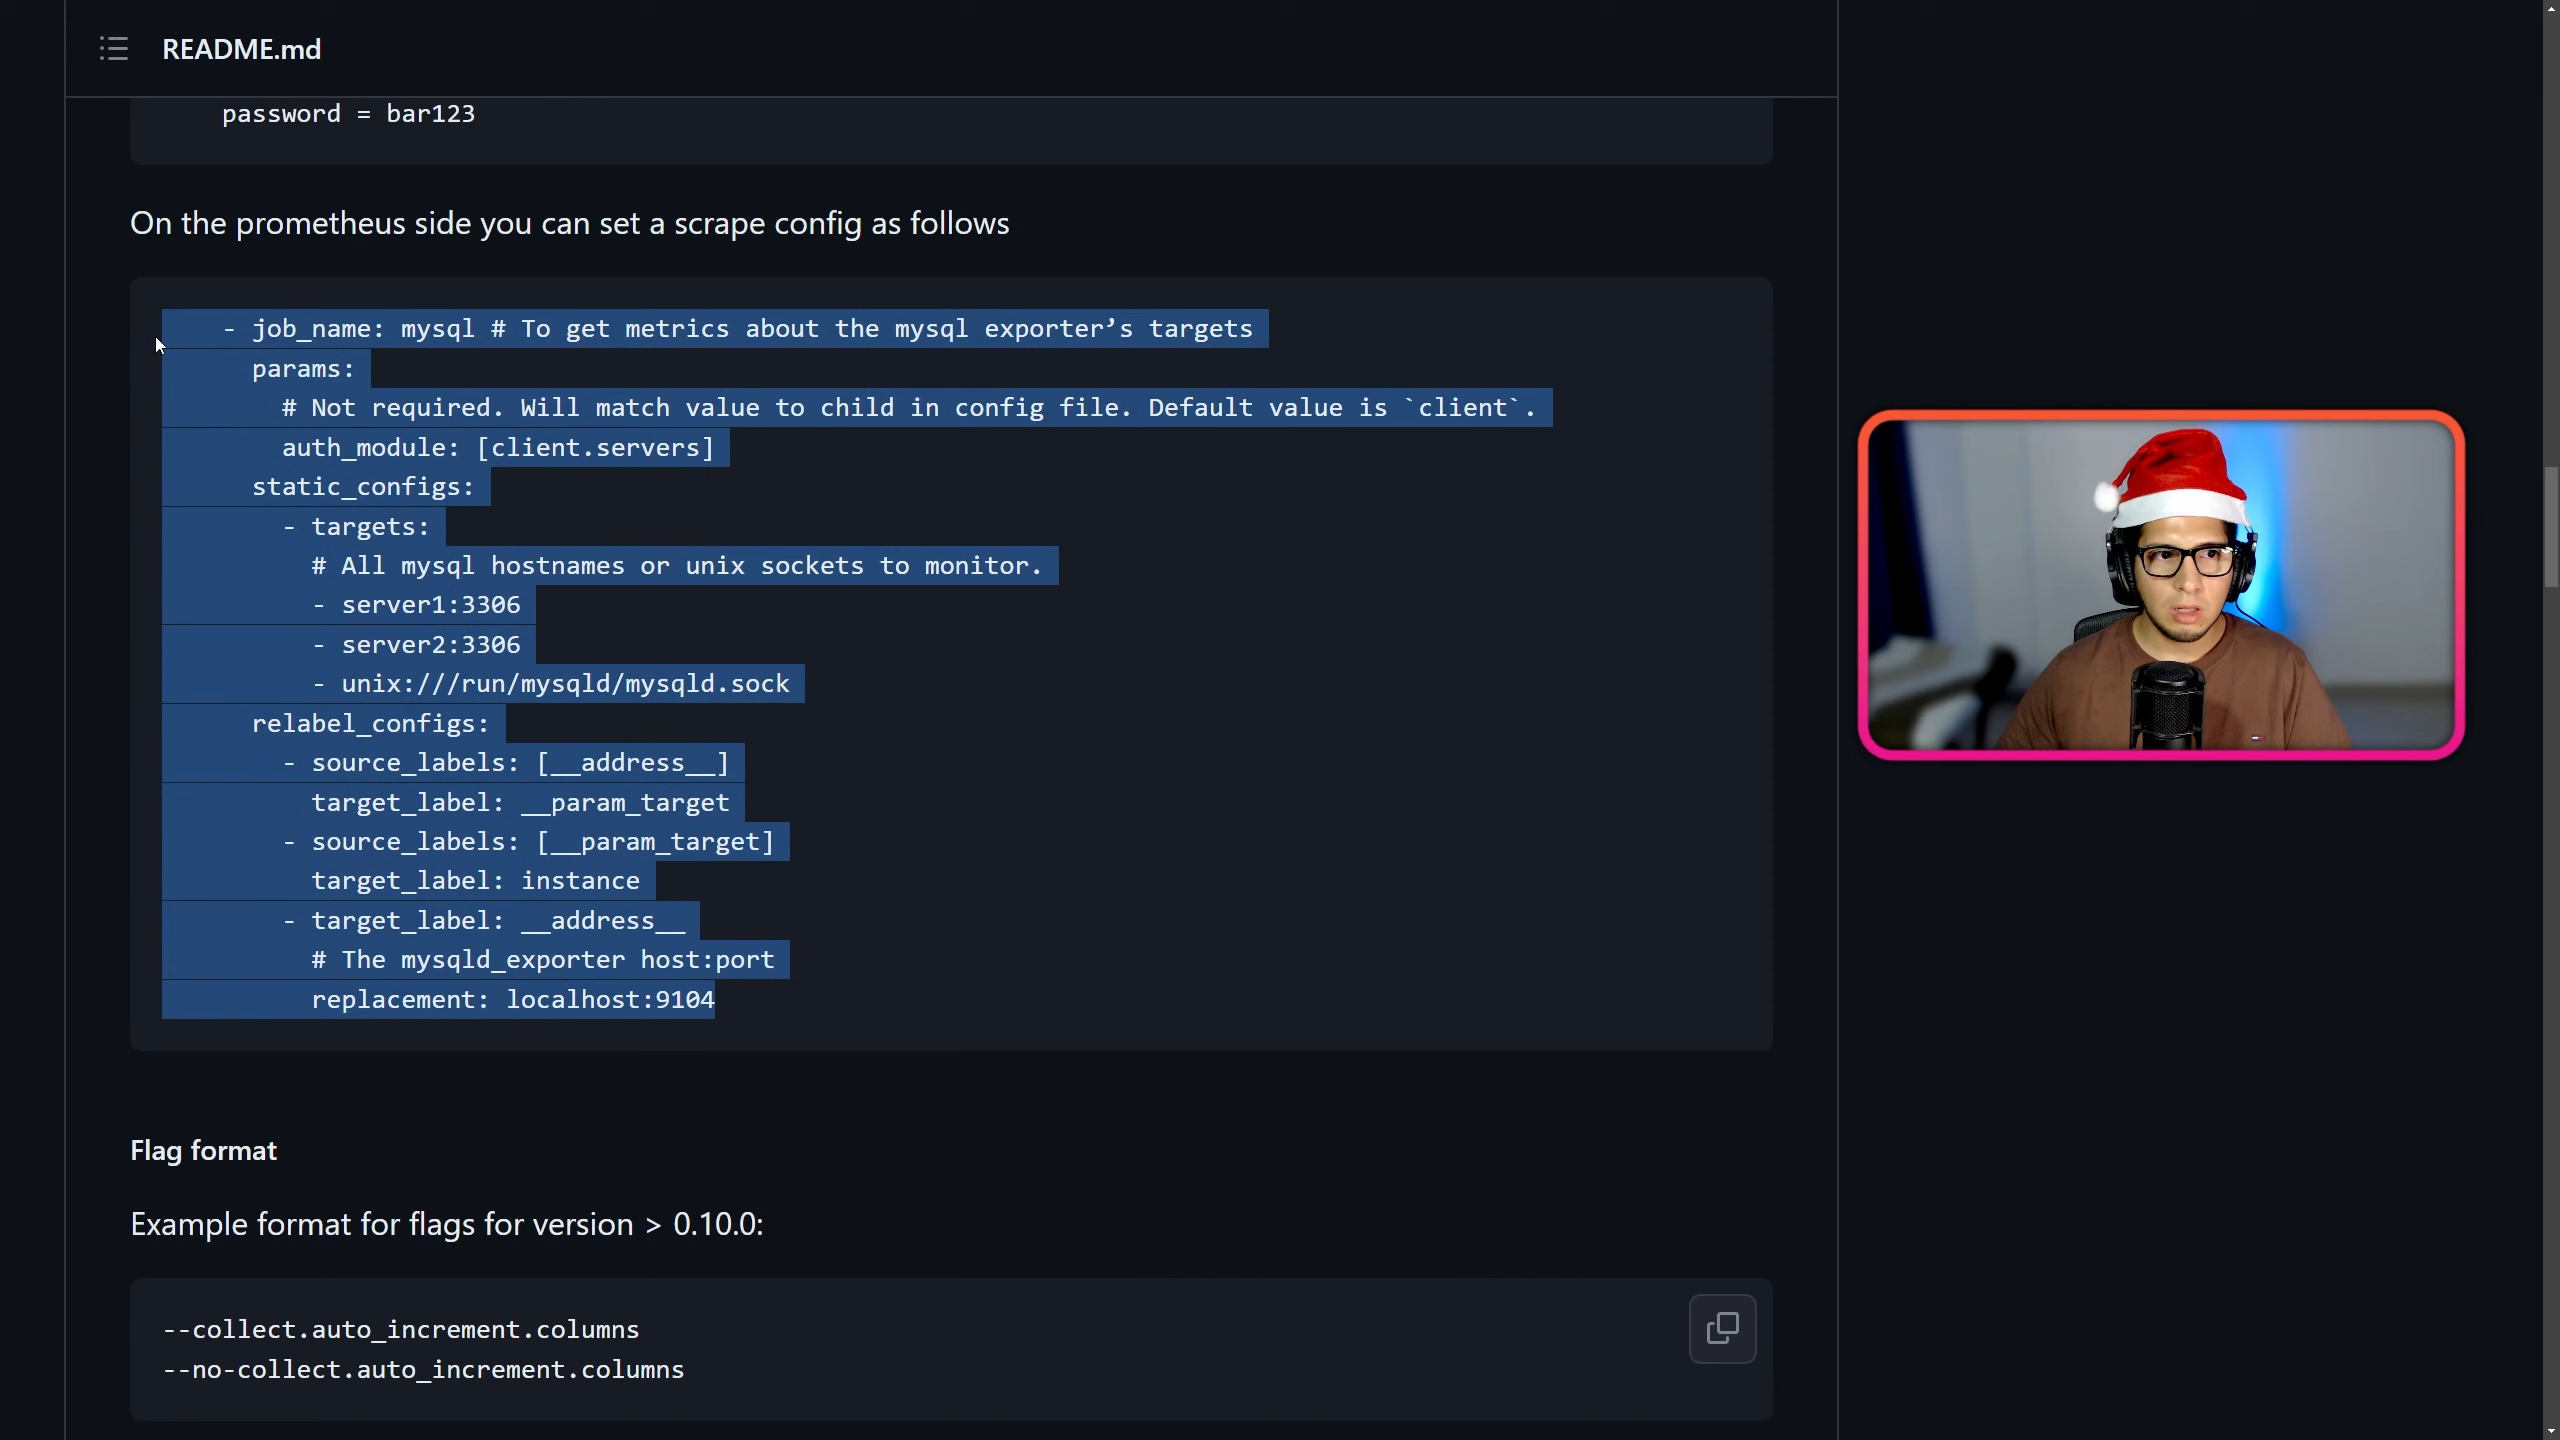 README.md
password = bar123
On the prometheus side you can set a scrape config as follows
- job_name: mysql # To get metrics about the mysql exporter’s targets
params:
# Not required. Will match value to child in config file. Default value is `client`.
auth_module: [client.servers]
static_configs:
- targets:
# All mysql hostnames or unix sockets to monitor.
- server1:3306
- server2:3306
- unix:///run/mysqld/mysqld.sock
relabel_configs:
- source_labels: [__address__]
target_label: __param_target
- source_labels: [__param_target]
target_label: instance
- target_label: __address__
# The mysqld_exporter host:port
replacement: localhost:9104
Flag format
Example format for flags for version > 0.10.0:
--collect.auto_increment.columns
--no-collect.auto_increment.columns